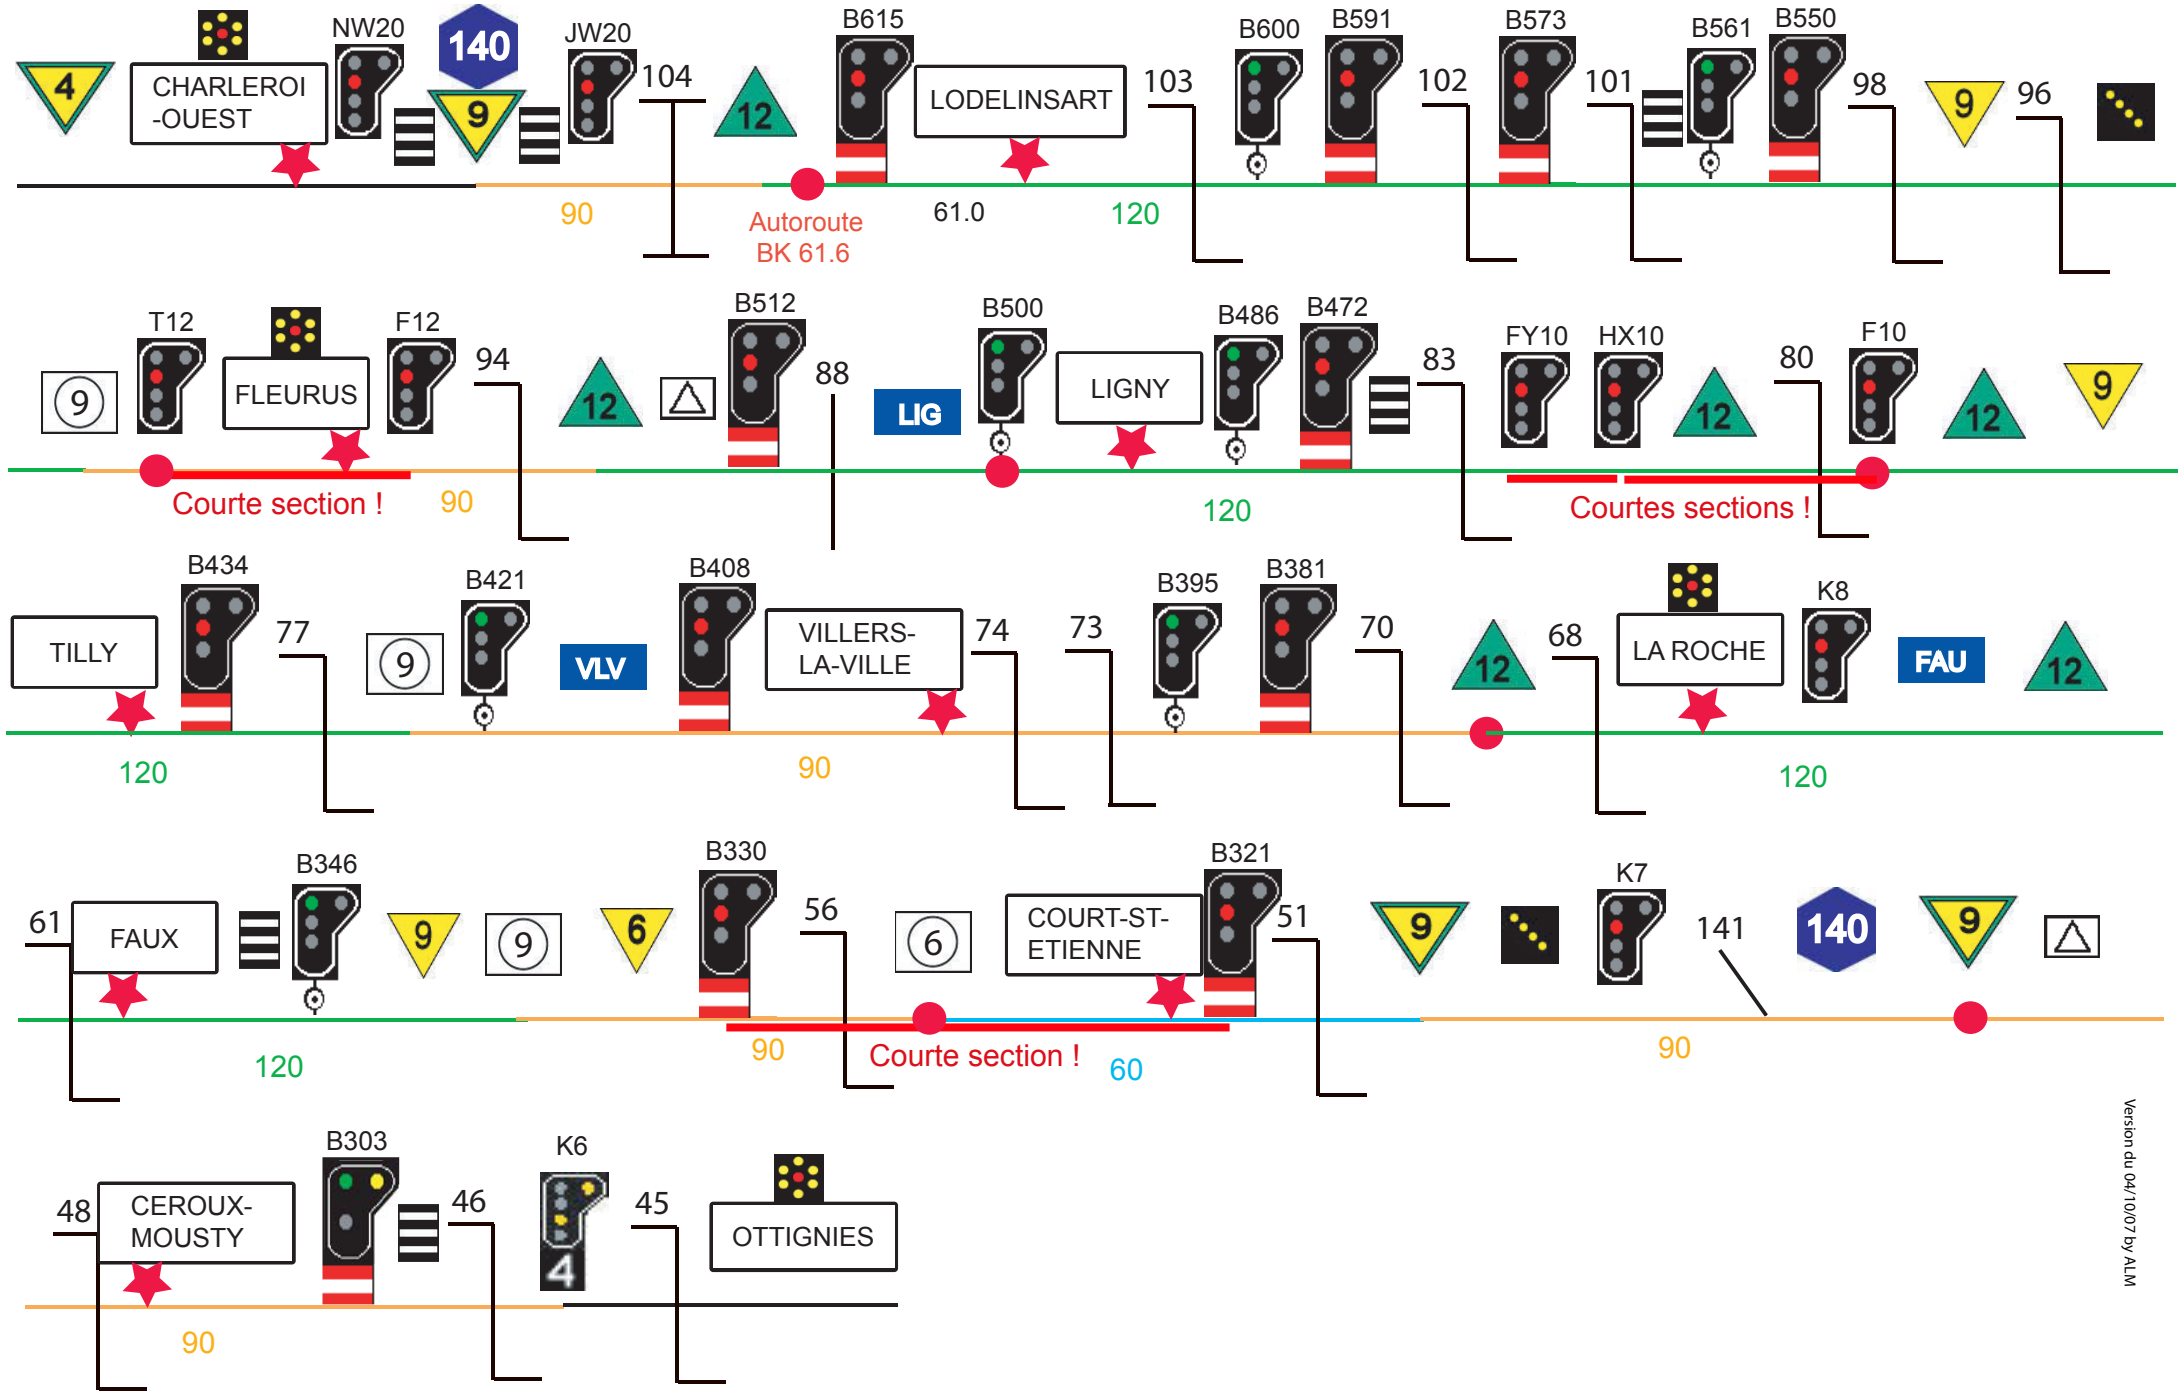 4
CHARLEROI
-OUEST
NW20
140
9
JW20
104
12
B615
LODELINSART
103
B600
B591
102
B573
101
B561
B550
98
9
96
90
Autoroute
BK 61.6
61.0
120
9
T12
FLEURUS
F12
94
12
B512
88
LIG
B500
LIGNY
B486
B472
83
FY10
HX10
12
80
F10
12
9
Courte section !
90
120
Courtes sections !
TILLY
B434
77
9
B421
VLV
B408
VILLERS-
LA-VILLE
74
73
B395
B381
70
12
68
LA ROCHE
K8
FAU
12
120
90
120
61
FAUX
B346
9
9
6
B330
56
6
COURT-ST-
ETIENNE
B321
51
9
K7
141
140
9
120
90
Courte section !
60
90
48
CEROUX-
MOUSTY
B303
46
K6
4
45
OTTIGNIES
90
Version du 04/10/07 by ALM